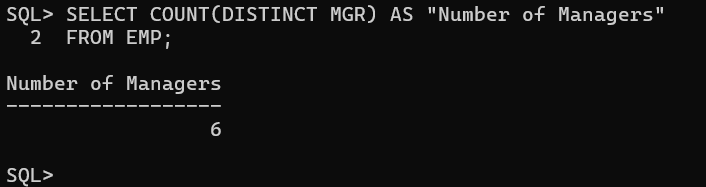 SQL> SELECT COUNT(DISTINCT MGR) AS "Number of Managers"
  2  FROM EMP;
Number of Managers
------------------
                 6
SQL>